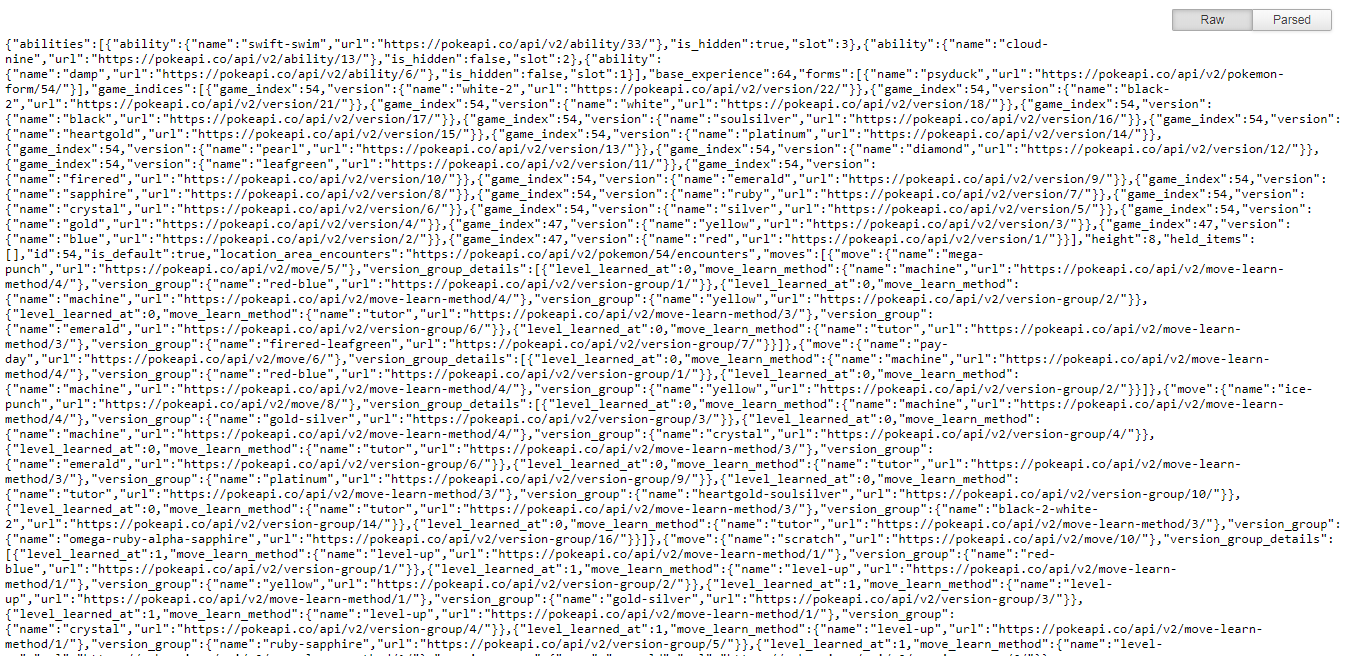 Raw Parsed
{"abilities":[{"ability":{"name":"swift-swim","url":"https://pokeapi.co/api/v2/ability/33/"},"is_hidden":true,"slot":3},{"ability":{"name":"cloud-
nine","url":"https://pokeapi.co/api/v2/ability/13/"},"is_hidden":false,"slot":2},{"ability":
{"name":"damp","url":"https://pokeapi.co/api/v2/ability/6/"},"is_hidden":false,"slot":1}],"base_experience":64,"forms":[{"name":"psyduck","url":"https://pokeapi.co/api/v2/pokemon-
form/54/"}],"game_indices":[{"game_index":54,"version":{"name":"white-2","url":"https://pokeapi.co/api/v2/version/22/"}},{"game_index":54,"version":{"name":"black-
2","url":"https://pokeapi.co/api/v2/version/21/"}},{"game_index":54,"version":{"name":"white","url":"https://pokeapi.co/api/v2/version/18/"}},{"game_index":54,"version":
{"name":"black","url":"https://pokeapi.co/api/v2/version/17/"}},{"game_index":54,"version":{"name":"soulsilver","url":"https://pokeapi.co/api/v2/version/16/"}},{"game_index":54,"version":
{"name":"heartgold","url":"https://pokeapi.co/api/v2/version/15/"}},{"game_index":54,"version":{"name":"platinum","url":"https://pokeapi.co/api/v2/version/14/"}},
{"game_index":54,"version":{"name":"pearl","url":"https://pokeapi.co/api/v2/version/13/"}},{"game_index":54,"version":{"name":"diamond","url":"https://pokeapi.co/api/v2/version/12/"}},
{"game_index":54,"version":{"name":"leafgreen","url":"https://pokeapi.co/api/v2/version/11/"}},{"game_index":54,"version":
{"name":"firered","url":"https://pokeapi.co/api/v2/version/10/"}},{"game_index":54,"version":{"name":"emerald","url":"https://pokeapi.co/api/v2/version/9/"}},{"game_index":54,"version":
{"name":"sapphire","url":"https://pokeapi.co/api/v2/version/8/"}},{"game_index":54,"version":{"name":"ruby","url":"https://pokeapi.co/api/v2/version/7/"}},{"game_index":54,"version":
{"name":"crystal","url":"https://pokeapi.co/api/v2/version/6/"}},{"game_index":54,"version":{"name":"silver","url":"https://pokeapi.co/api/v2/version/5/"}},{"game_index":54,"version":
{"name":"gold","url":"https://pokeapi.co/api/v2/version/4/"}},{"game_index":47,"version":{"name":"yellow","url":"https://pokeapi.co/api/v2/version/3/"}},{"game_index":47,"version":
{"name":"blue","url":"https://pokeapi.co/api/v2/version/2/"}},{"game_index":47,"version":{"name":"red","url":"https://pokeapi.co/api/v2/version/1/"}}],"height":8,"held_items":
[],"id":54,"is_default":true,"location_area_encounters":"https://pokeapi.co/api/v2/pokemon/54/encounters","moves":[{"move":{"name":"mega-
punch","url":"https://pokeapi.co/api/v2/move/5/"},"version_group_details":[{"level_learned_at":0,"move_learn_method":{"name":"machine","url":"https://pokeapi.co/api/v2/move-learn-
method/4/"},"version_group":{"name":"red-blue","url":"https://pokeapi.co/api/v2/version-group/1/"}},{"level_learned_at":0,"move_learn_method":
{"name":"machine","url":"https://pokeapi.co/api/v2/move-learn-method/4/"},"version_group":{"name":"yellow","url":"https://pokeapi.co/api/v2/version-group/2/"}},
{"level_learned_at":0,"move_learn_method":{"name":"tutor","url":"https://pokeapi.co/api/v2/move-learn-method/3/"},"version_group":
{"name":"emerald","url":"https://pokeapi.co/api/v2/version-group/6/"}},{"level_learned_at":0,"move_learn_method":{"name":"tutor","url":"https://pokeapi.co/api/v2/move-learn-
method/3/"},"version_group":{"name":"firered-leafgreen","url":"https://pokeapi.co/api/v2/version-group/7/"}}]},{"move":{"name":"pay-
day","url":"https://pokeapi.co/api/v2/move/6/"},"version_group_details":[{"level_learned_at":0,"move_learn_method":{"name":"machine","url":"https://pokeapi.co/api/v2/move-learn-
method/4/"},"version_group":{"name":"red-blue","url":"https://pokeapi.co/api/v2/version-group/1/"}},{"level_learned_at":0,"move_learn_method":
{"name":"machine","url":"https://pokeapi.co/api/v2/move-learn-method/4/"},"version_group":{"name":"yellow","url":"https://pokeapi.co/api/v2/version-group/2/"}}]},{"move":{"name":"ice-
punch","url":"https://pokeapi.co/api/v2/move/8/"},"version_group_details":[{"level_learned_at":0,"move_learn_method":{"name":"machine","url":"https://pokeapi.co/api/v2/move-learn-
method/4/"},"version_group":{"name":"gold-silver","url":"https://pokeapi.co/api/v2/version-group/3/"}},{"level_learned_at":0,"move_learn_method":
{"name":"machine","url":"https://pokeapi.co/api/v2/move-learn-method/4/"},"version_group":{"name":"crystal","url":"https://pokeapi.co/api/v2/version-group/4/"}},
{"level_learned_at":0,"move_learn_method":{"name":"tutor","url":"https://pokeapi.co/api/v2/move-learn-method/3/"},"version_group":
{"name":"emerald","url":"https://pokeapi.co/api/v2/version-group/6/"}},{"level_learned_at":0,"move_learn_method":{"name":"tutor","url":"https://pokeapi.co/api/v2/move-learn-
method/3/"},"version_group":{"name":"platinum","url":"https://pokeapi.co/api/v2/version-group/9/"}},{"level_learned_at":0,"move_learn_method":
{"name":"tutor","url":"https://pokeapi.co/api/v2/move-learn-method/3/"},"version_group":{"name":"heartgold-soulsilver","url":"https://pokeapi.co/api/v2/version-group/10/"}},
{"level_learned_at":0,"move_learn_method":{"name":"tutor","url":"https://pokeapi.co/api/v2/move-learn-method/3/"},"version_group":{"name":"black-2-white-
2","url":"https://pokeapi.co/api/v2/version-group/14/"}},{"level_learned_at":0,"move_learn_method":{"name":"tutor","url":"https://pokeapi.co/api/v2/move-learn-method/3/"},"version_group":
{"name":"omega-ruby-alpha-sapphire","url":"https://pokeapi.co/api/v2/version-group/16/"}}]},{"move":{"name":"scratch","url":"https://pokeapi.co/api/v2/move/10/"},"version_group_details":
[{"level_learned_at":1,"move_learn_method":{"name":"level-up","url":"https://pokeapi.co/api/v2/move-learn-method/1/"},"version_group":{"name":"red-
blue","url":"https://pokeapi.co/api/v2/version-group/1/"}},{"level_learned_at":1,"move_learn_method":{"name":"level-up","url":"https://pokeapi.co/api/v2/move-learn-
method/1/"},"version_group":{"name":"yellow","url":"https://pokeapi.co/api/v2/version-group/2/"}},{"level_learned_at":1,"move_learn_method":{"name":"level-
up","url":"https://pokeapi.co/api/v2/move-learn-method/1/"},"version_group":{"name":"gold-silver","url":"https://pokeapi.co/api/v2/version-group/3/"}},
{"level_learned_at":1,"move_learn_method":{"name":"level-up","url":"https://pokeapi.co/api/v2/move-learn-method/1/"},"version_group":
{"name":"crystal","url":"https://pokeapi.co/api/v2/version-group/4/"}},{"level_learned_at":1,"move_learn_method":{"name":"level-up","url":"https://pokeapi.co/api/v2/move-learn-
method/1/"},"version_group":{"name":"ruby-sapphire","url":"https://pokeapi.co/api/v2/version-group/5/"}},{"level_learned_at":1,"move_learn_method":{"name":"level-